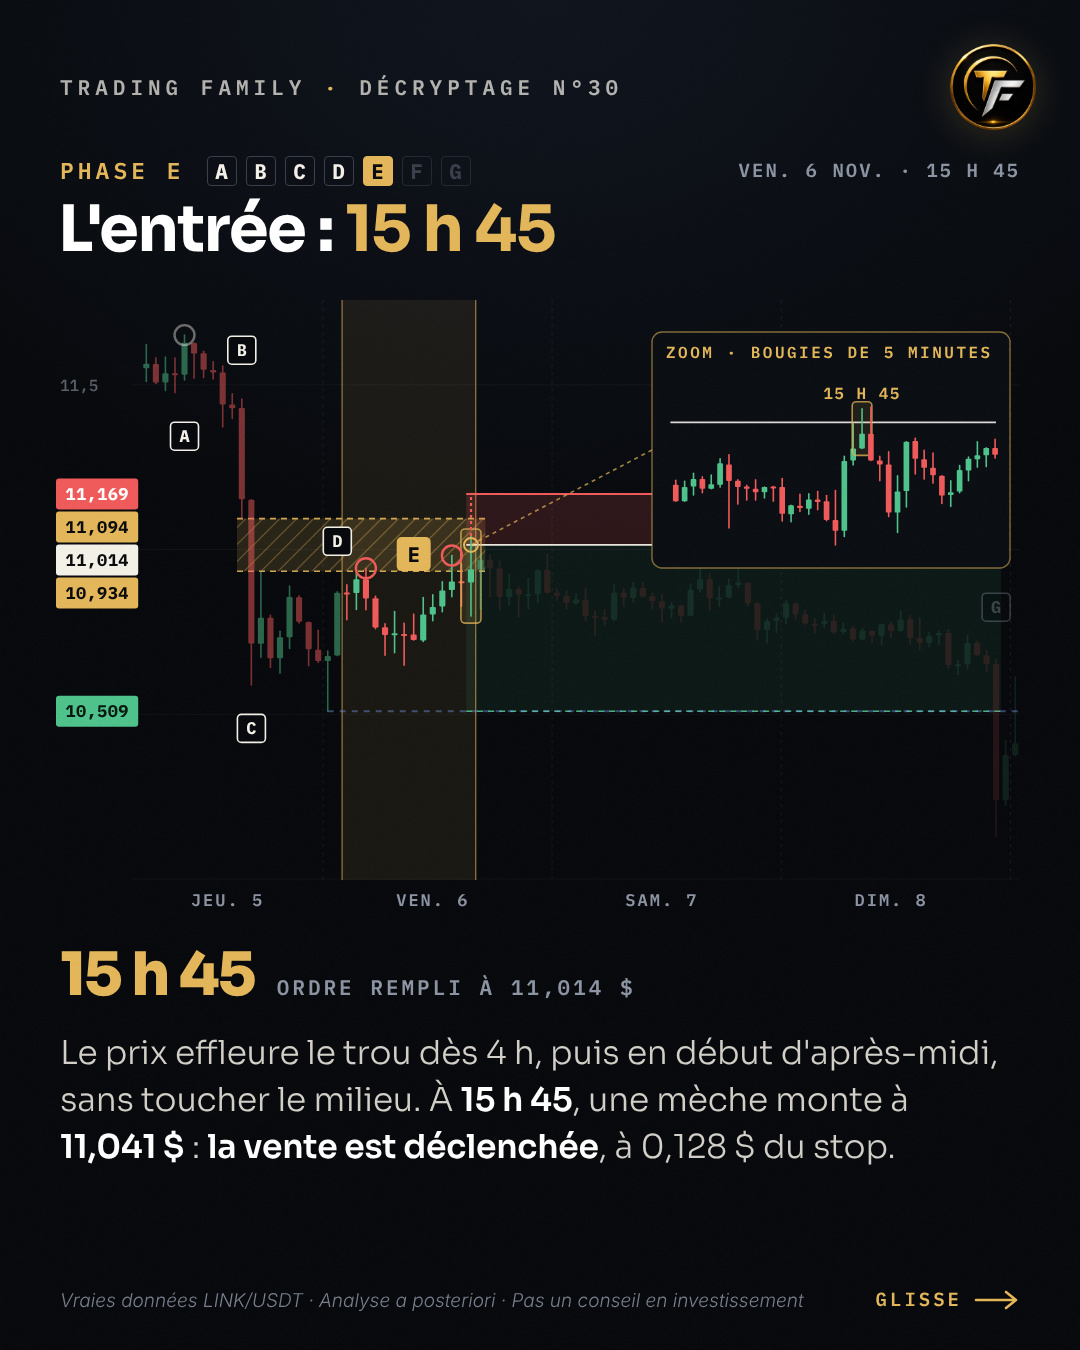 TRADING FAMILY · DÉCRYPTAGE N°30
TF
PHASE E A B C D E F G
VEN. 6 NOV. · 15 H 45
L'entrée : 15 h 45
B
ZOOM · BOUGIES DE 5 MINUTES
11,5
15 H 45
A
11,169
11,094
D
E
11,014
10,934
G
10,509
C
JEU. 5
VEN. 6
SAM. 7
DIM. 8
15 h 45 ORDRE REMPLI À 11,014 $
Le prix effleure le trou dès 4 h, puis en début d'après-midi,
sans toucher le milieu. À 15 h 45, une mèche monte à
11,041 $ : la vente est déclenchée, à 0,128 $ du stop.
Vraies données LINK/USDT · Analyse a posteriori · Pas un conseil en investissement
GLISSE